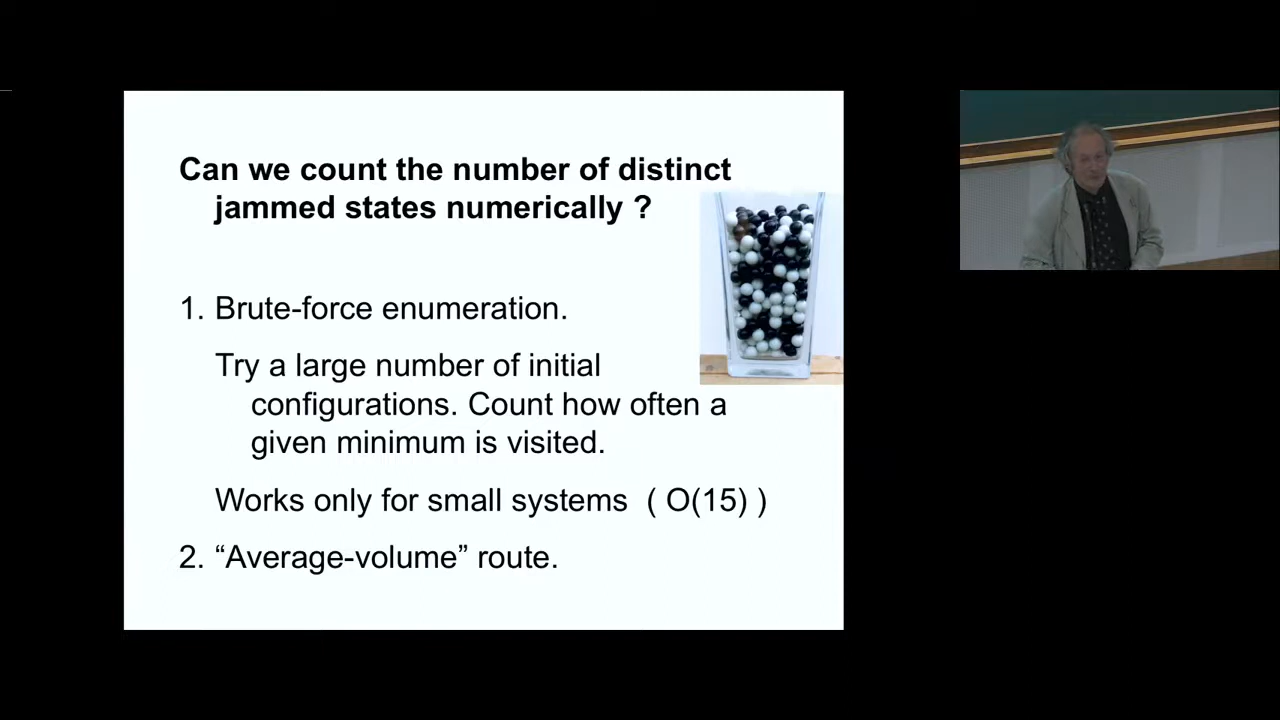 Can we count the number of distinct
jammed states numerically ?
1. Brute-force enumeration.
Try a large number of initial
configurations. Count how often a
given minimum is visited.
Works only for small systems ( O(15) )
2. “Average-volume” route.